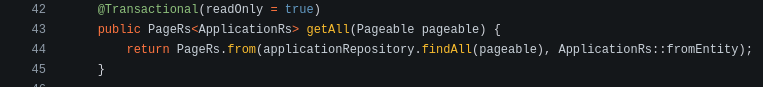 42 @Transactional(readOnly = true)
43 public PageRs<ApplicationRs> getAll(Pageable pageable) {
44 return PageRs.from(applicationRepository.findAll(pageable), ApplicationRs::fromEntity);
45 }